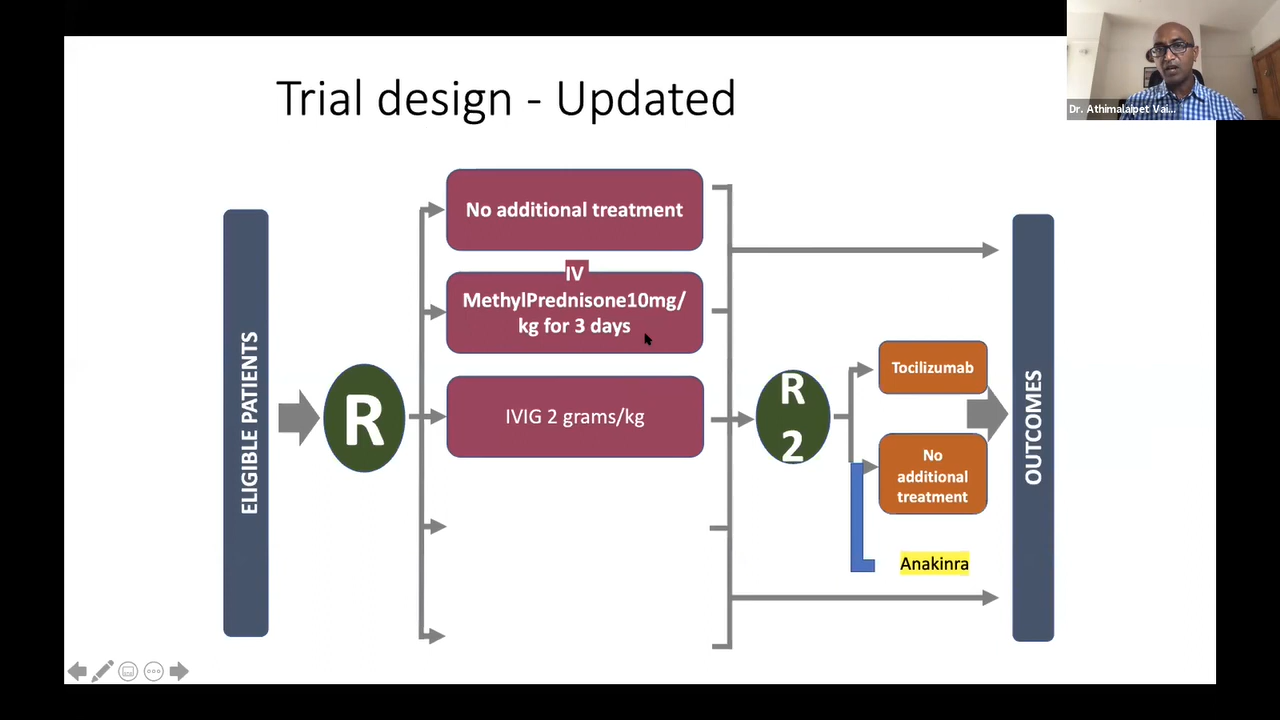 Trial design - Updated
Dr. Athimalaipet Vai...
ELIGIBLE PATIENTS
R
No additional treatment
IV
MethylPrednisone10mg/
kg for 3 days
IVIG 2 grams/kg
R
2
Tocilizumab
No
additional
treatment
Anakinra
OUTCOMES